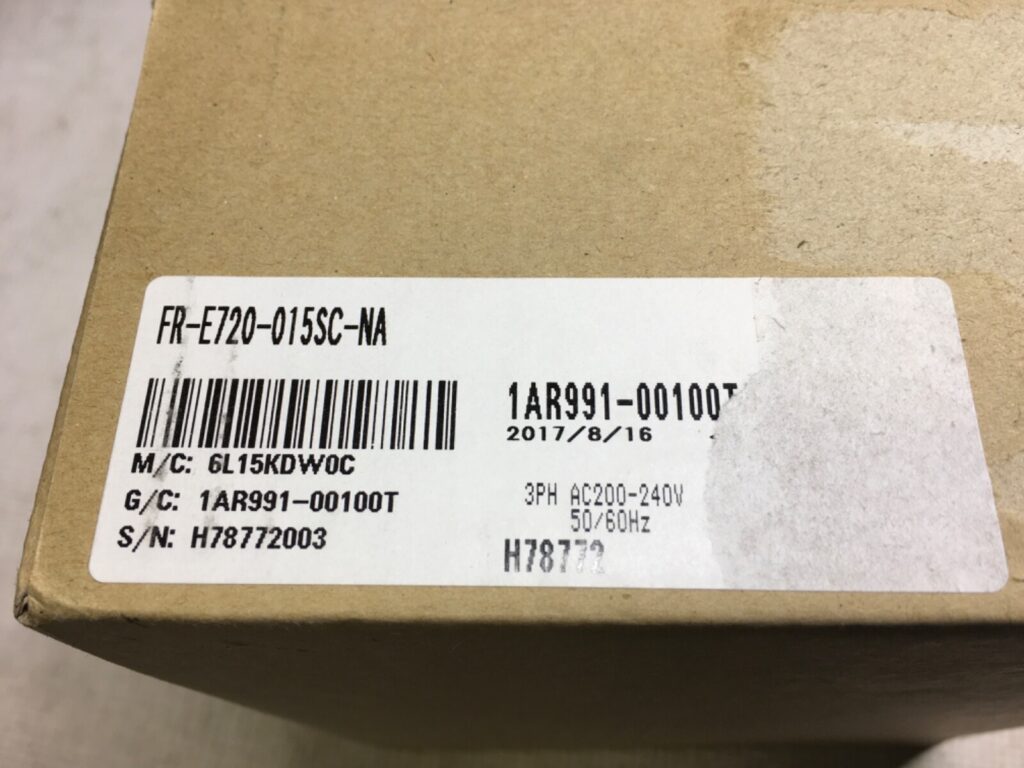 FR-E720-015SC-NA
1AR991-00100T
2017/8/16
M/C: 6L15KDW0C
G/C: 1AR991-00100T
S/N: H78772003
3PH AC200-240V
50/60Hz
H78772